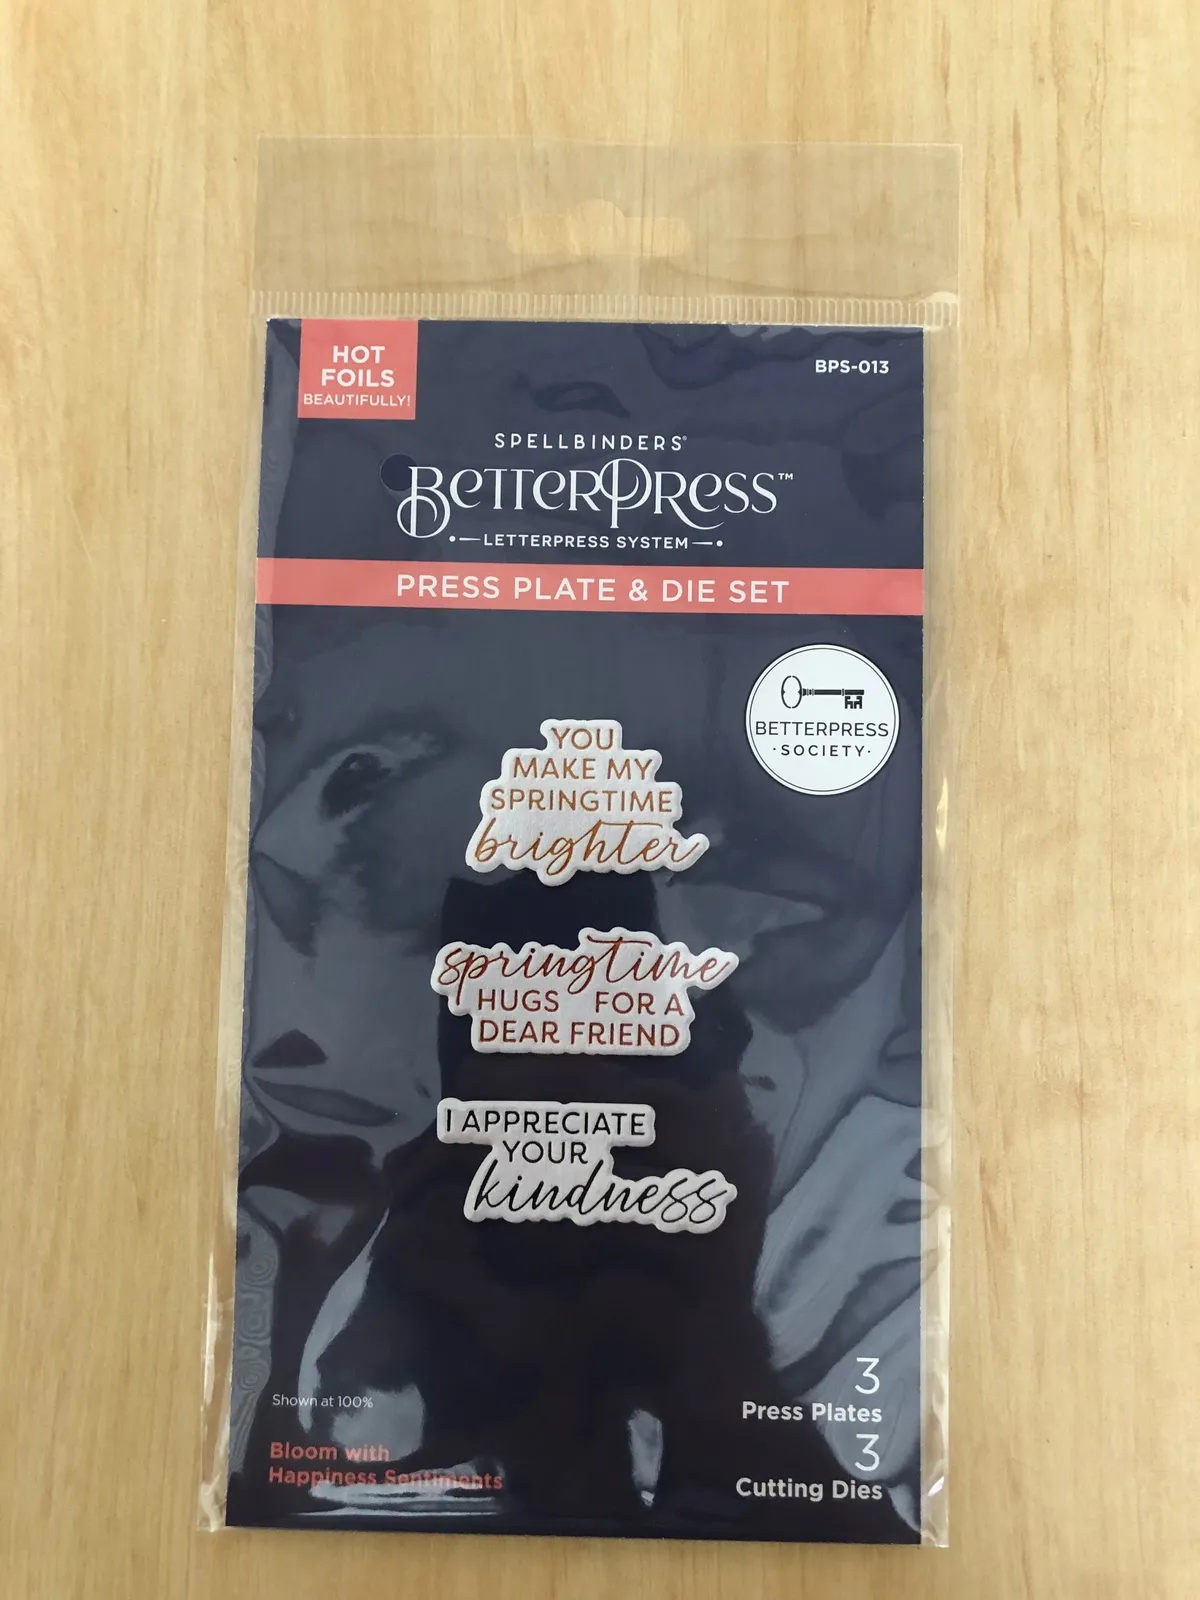 HOT
FOILS
BEAUTIFULLY!
BPS-013
SPELLBINDERS®
BETTERPRESS™
LETTERPRESS SYSTEM
PRESS PLATE & DIE SET
BETTERPRESS
·SOCIETY·
YOU
MAKE MY
SPRINGTIME
brighter
springtime
HUGS FOR A
DEAR FRIEND
I APPRECIATE
YOUR
kindness
Shown at 100%
Bloom with
Happiness Sentiments
3
Press Plates
3
Cutting Dies